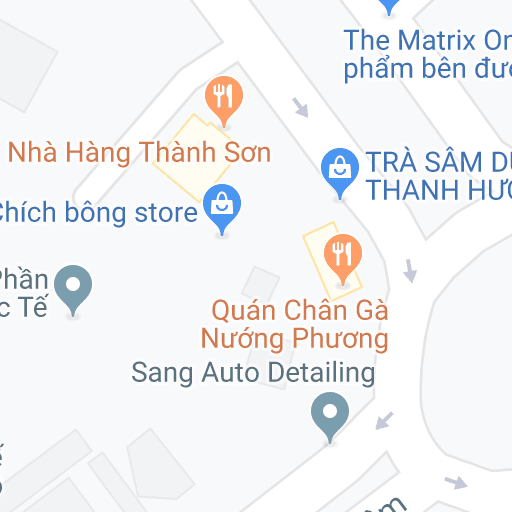 The Matrix On
phẩm bên đườ
Nhà Hàng Thành Sơn
TRÀ SÂM DỨ
THANH HƯƠ
Chích bông store
Phần
c Tế
Quán Chân Gà
Nướng Phương
Sang Auto Detailing